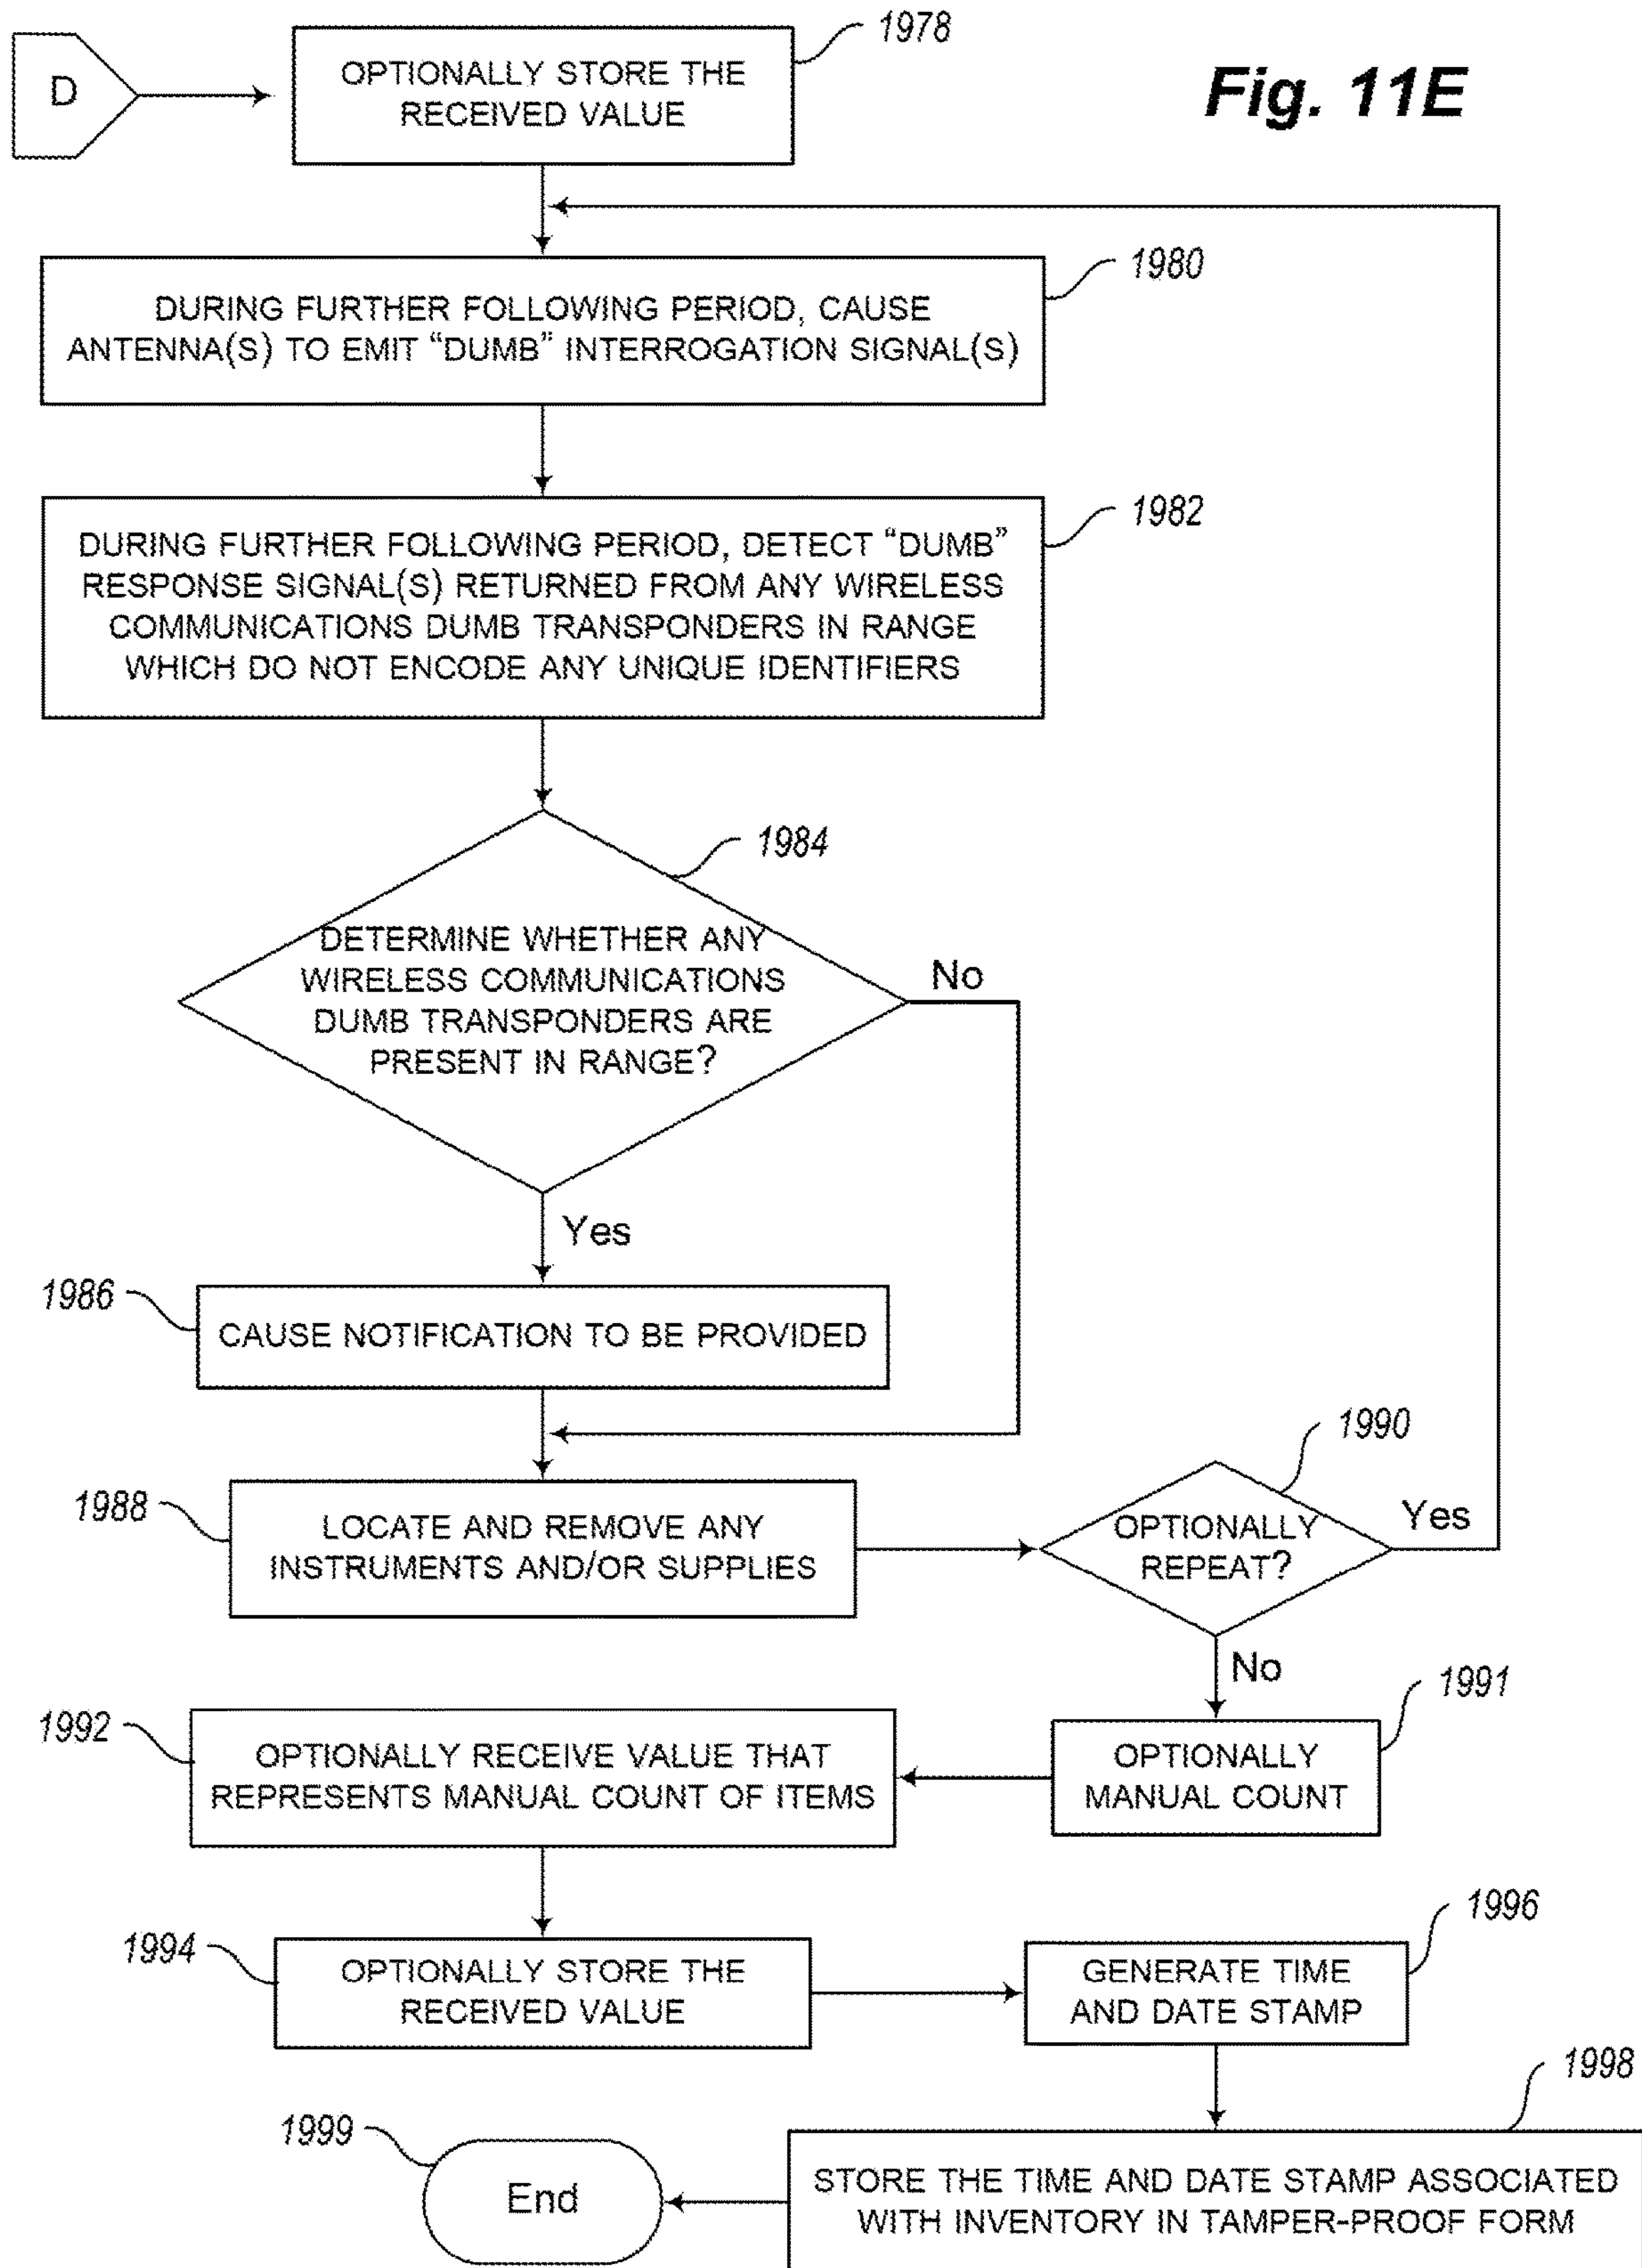 Fig. 11E
D
1978
OPTIONALLY STORE THE
RECEIVED VALUE
1980
DURING FURTHER FOLLOWING PERIOD, CAUSE
ANTENNA(S) TO EMIT “DUMB” INTERROGATION SIGNAL(S)
1982
DURING FURTHER FOLLOWING PERIOD, DETECT “DUMB”
RESPONSE SIGNAL(S) RETURNED FROM ANY WIRELESS
COMMUNICATIONS DUMB TRANSPONDERS IN RANGE
WHICH DO NOT ENCODE ANY UNIQUE IDENTIFIERS
1984
DETERMINE WHETHER ANY
WIRELESS COMMUNICATIONS
DUMB TRANSPONDERS ARE
PRESENT IN RANGE?
No
Yes
1986
CAUSE NOTIFICATION TO BE PROVIDED
1988
LOCATE AND REMOVE ANY
INSTRUMENTS AND/OR SUPPLIES
1990
OPTIONALLY
REPEAT?
Yes
No
1991
OPTIONALLY
MANUAL COUNT
1992
OPTIONALLY RECEIVE VALUE THAT
REPRESENTS MANUAL COUNT OF ITEMS
1994
OPTIONALLY STORE THE
RECEIVED VALUE
1996
GENERATE TIME
AND DATE STAMP
1998
STORE THE TIME AND DATE STAMP ASSOCIATED
WITH INVENTORY IN TAMPER-PROOF FORM
1999
End